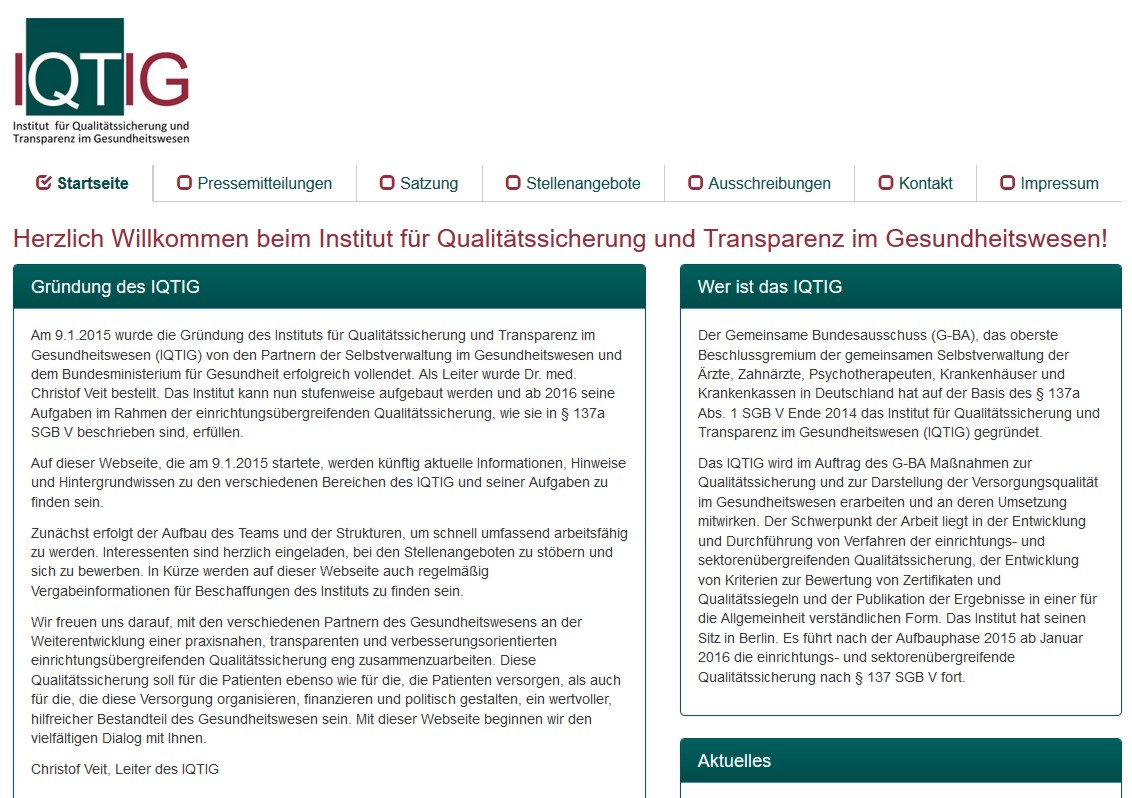 IQTIG
Institut für Qualitätssicherung und
Transparenz im Gesundheitswesen
Startseite
Pressemitteilungen
Satzung
Stellenangebote
Ausschreibungen
Kontakt
Impressum
Herzlich Willkommen beim Institut für Qualitätssicherung und Transparenz im Gesundheitswesen!
Gründung des IQTIG
Am 9.1.2015 wurde die Gründung des Instituts für Qualitätssicherung und Transparenz im
Gesundheitswesen (IQTIG) von den Partnern der Selbstverwaltung im Gesundheitswesen und
dem Bundesministerium für Gesundheit erfolgreich vollendet. Als Leiter wurde Dr. med.
Christof Veit bestellt. Das Institut kann nun stufenweise aufgebaut werden und ab 2016 seine
Aufgaben im Rahmen der einrichtungsübergreifenden Qualitätssicherung, wie sie in § 137a
SGB V beschrieben sind, erfüllen.
Auf dieser Webseite, die am 9.1.2015 startete, werden künftig aktuelle Informationen, Hinweise
und Hintergrundwissen zu den verschiedenen Bereichen des IQTIG und seiner Aufgaben zu
finden sein.
Zunächst erfolgt der Aufbau des Teams und der Strukturen, um schnell umfassend arbeitsfähig
zu werden. Interessenten sind herzlich eingeladen, bei den Stellenangeboten zu stöbern und
sich zu bewerben. In Kürze werden auf dieser Webseite auch regelmäßig
Vergabeinformationen für Beschaffungen des Instituts zu finden sein.
Wir freuen uns darauf, mit den verschiedenen Partnern des Gesundheitswesens an der
Weiterentwicklung einer praxisnahen, transparenten und verbesserungsorientierten
einrichtungsübergreifenden Qualitätssicherung eng zusammenzuarbeiten. Diese
Qualitätssicherung soll für die Patienten ebenso wie für die, die Patienten versorgen, als auch
für die, die diese Versorgung organisieren, finanzieren und politisch gestalten, ein wertvoller,
hilfreicher Bestandteil des Gesundheitswesen sein. Mit dieser Webseite beginnen wir den
vielfältigen Dialog mit Ihnen.
Christof Veit, Leiter des IQTIG
Wer ist das IQTIG
Der Gemeinsame Bundesausschuss (G-BA), das oberste
Beschlussgremium der gemeinsamen Selbstverwaltung der
Ärzte, Zahnärzte, Psychotherapeuten, Krankenhäuser und
Krankenkassen in Deutschland hat auf der Basis des § 137a
Abs. 1 SGB V Ende 2014 das Institut für Qualitätssicherung und
Transparenz im Gesundheitswesen (IQTIG) gegründet.
Das IQTIG wird im Auftrag des G-BA Maßnahmen zur
Qualitätssicherung und zur Darstellung der Versorgungsqualität
im Gesundheitswesen erarbeiten und an deren Umsetzung
mitwirken. Der Schwerpunkt der Arbeit liegt in der Entwicklung
und Durchführung von Verfahren der einrichtungs- und
sektorenübergreifenden Qualitätssicherung, der Entwicklung
von Kriterien zur Bewertung von Zertifikaten und
Qualitätssiegeln und der Publikation der Ergebnisse in einer für
die Allgemeinheit verständlichen Form. Das Institut hat seinen
Sitz in Berlin. Es führt nach der Aufbauphase 2015 ab Januar
2016 die einrichtungs- und sektorenübergreifende
Qualitätssicherung nach § 137 SGB V fort.
Aktuelles